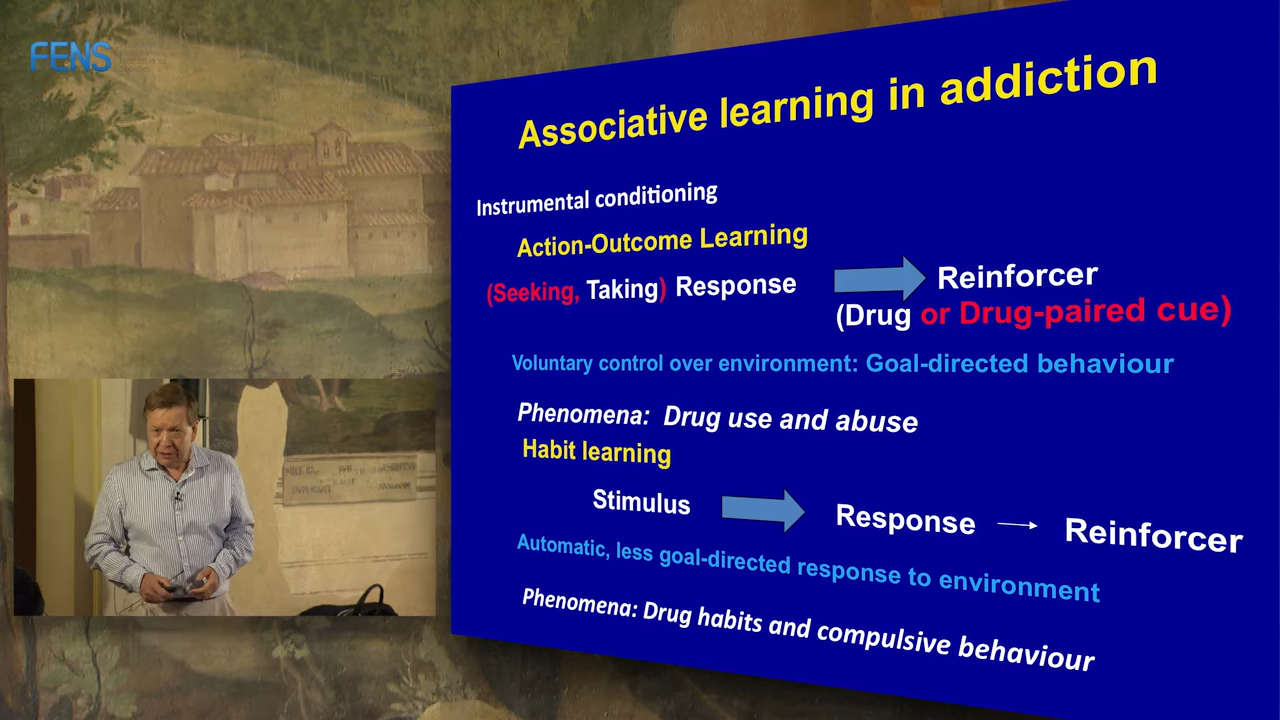 FENS
Associative learning in addiction
Instrumental conditioning
Action-Outcome Learning
(Seeking, Taking) Response Reinforcer
(Drug or Drug-paired cue)
Voluntary control over environment: Goal-directed behaviour
Phenomena: Drug use and abuse
Habit learning
Stimulus Response Reinforcer
Automatic, less goal-directed response to environment
Phenomena: Drug habits and compulsive behaviour